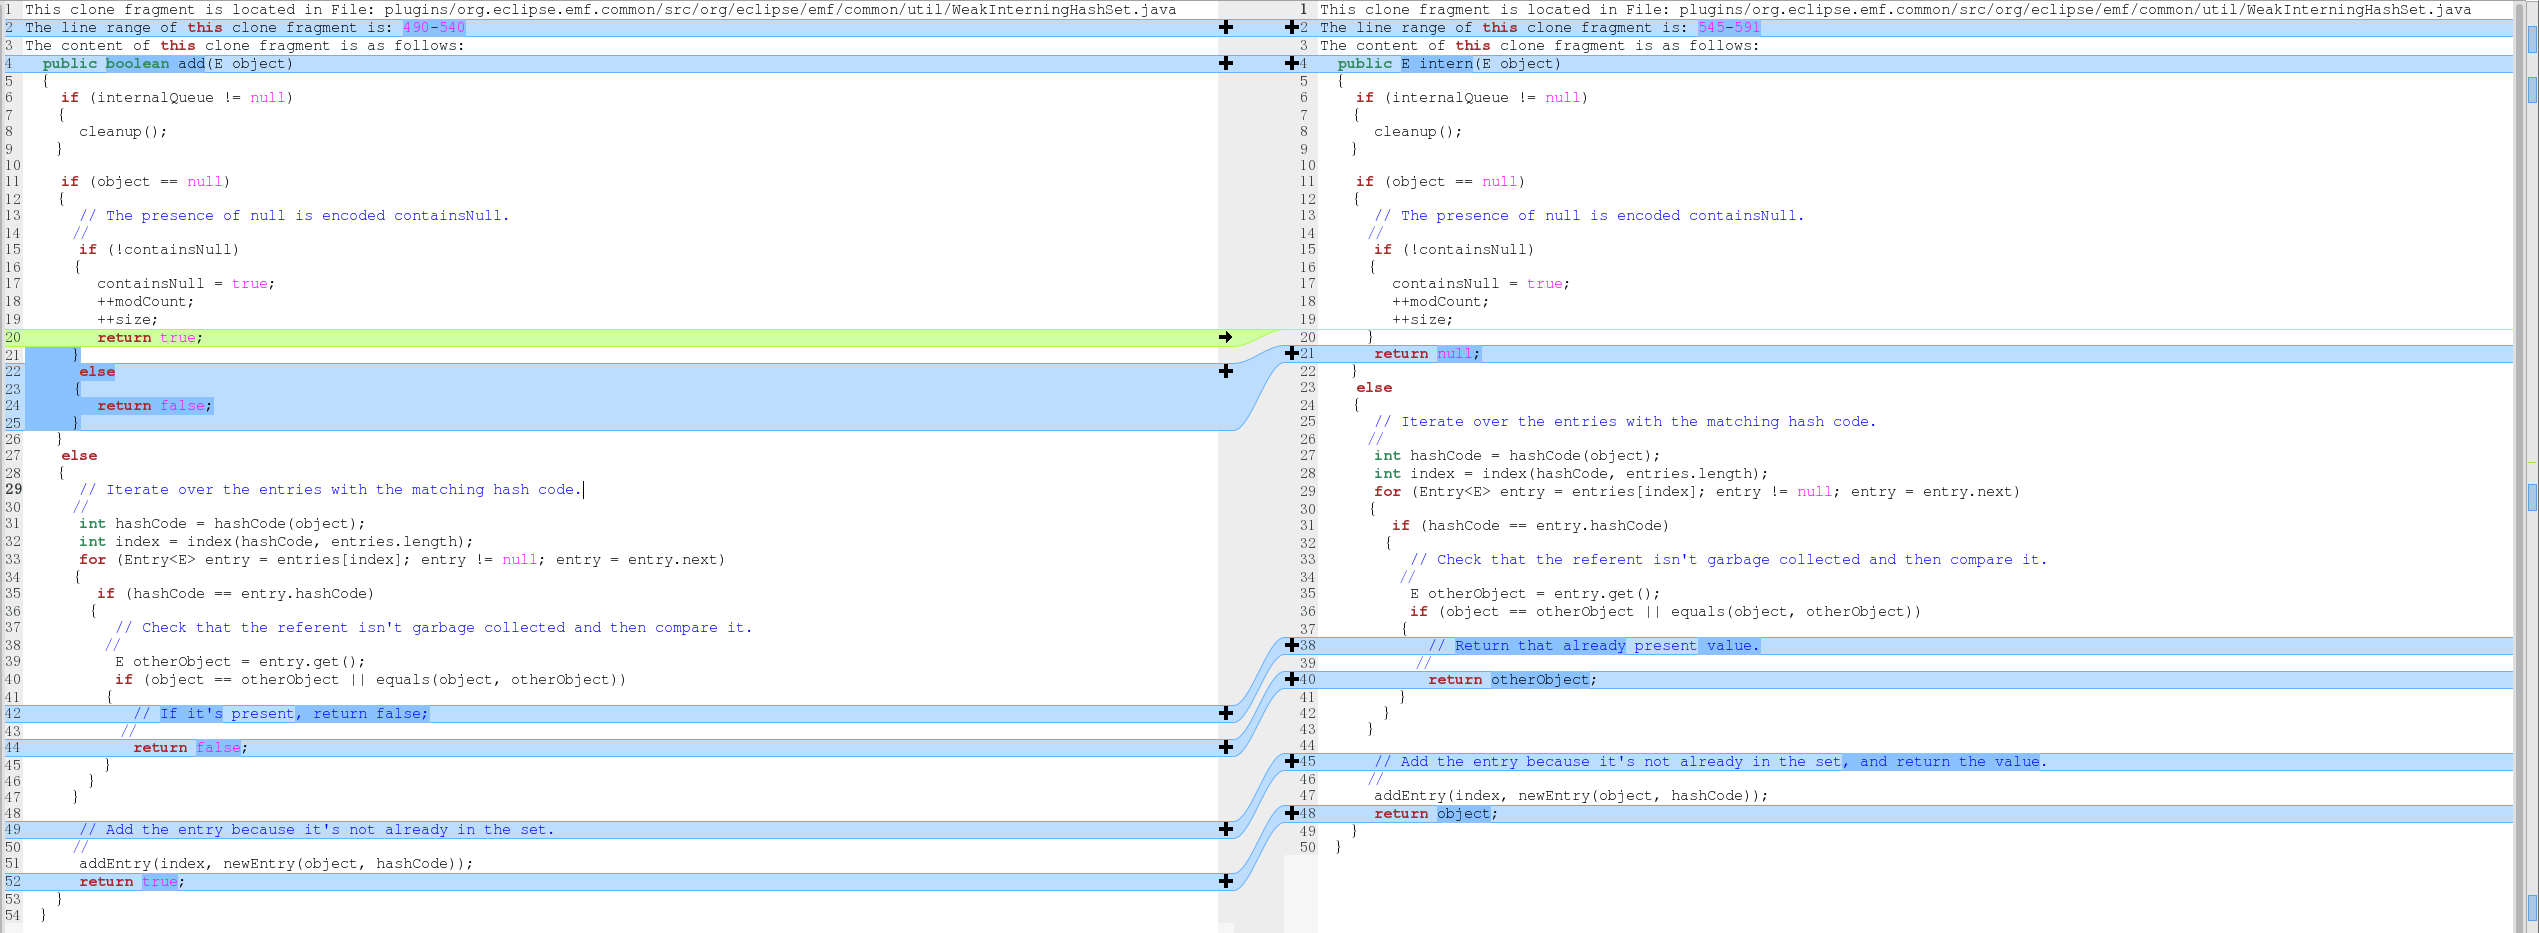 1 This clone fragment is located in File: plugins/org.eclipse.emf.common/src/org/eclipse/emf/common/util/WeakInterningHashSet.java
2 The line range of this clone fragment is: 490-540
3 The content of this clone fragment is as follows:
4   public boolean add(E object)
5   {
6     if (internalQueue != null)
7     {
8       cleanup();
9     }
10
11     if (object == null)
12     {
13       // The presence of null is encoded containsNull.
14       //
15       if (!containsNull)
16       {
17         containsNull = true;
18         ++modCount;
19         ++size;
20         return true;
21       }
22       else
23       {
24         return false;
25       }
26     }
27     else
28     {
29       // Iterate over the entries with the matching hash code.
30       //
31       int hashCode = hashCode(object);
32       int index = index(hashCode, entries.length);
33       for (Entry<E> entry = entries[index]; entry != null; entry = entry.next)
34       {
35         if (hashCode == entry.hashCode)
36         {
37           // Check that the referent isn't garbage collected and then compare it.
38           //
39           E otherObject = entry.get();
40           if (object == otherObject || equals(object, otherObject))
41           {
42             // If it's present, return false;
43             //
44             return false;
45           }
46         }
47       }
48
49       // Add the entry because it's not already in the set.
50       //
51       addEntry(index, newEntry(object, hashCode));
52       return true;
53     }
54   }
1 This clone fragment is located in File: plugins/org.eclipse.emf.common/src/org/eclipse/emf/common/util/WeakInterningHashSet.java
2 The line range of this clone fragment is: 545-591
3 The content of this clone fragment is as follows:
4   public E intern(E object)
5   {
6     if (internalQueue != null)
7     {
8       cleanup();
9     }
10
11     if (object == null)
12     {
13       // The presence of null is encoded containsNull.
14       //
15       if (!containsNull)
16       {
17         containsNull = true;
18         ++modCount;
19         ++size;
20       }
21       return null;
22     }
23     else
24     {
25       // Iterate over the entries with the matching hash code.
26       //
27       int hashCode = hashCode(object);
28       int index = index(hashCode, entries.length);
29       for (Entry<E> entry = entries[index]; entry != null; entry = entry.next)
30       {
31         if (hashCode == entry.hashCode)
32         {
33           // Check that the referent isn't garbage collected and then compare it.
34           //
35           E otherObject = entry.get();
36           if (object == otherObject || equals(object, otherObject))
37           {
38             // Return that already present value.
39             //
40             return otherObject;
41           }
42         }
43       }
44
45       // Add the entry because it's not already in the set, and return the value.
46       //
47       addEntry(index, newEntry(object, hashCode));
48       return object;
49     }
50   }